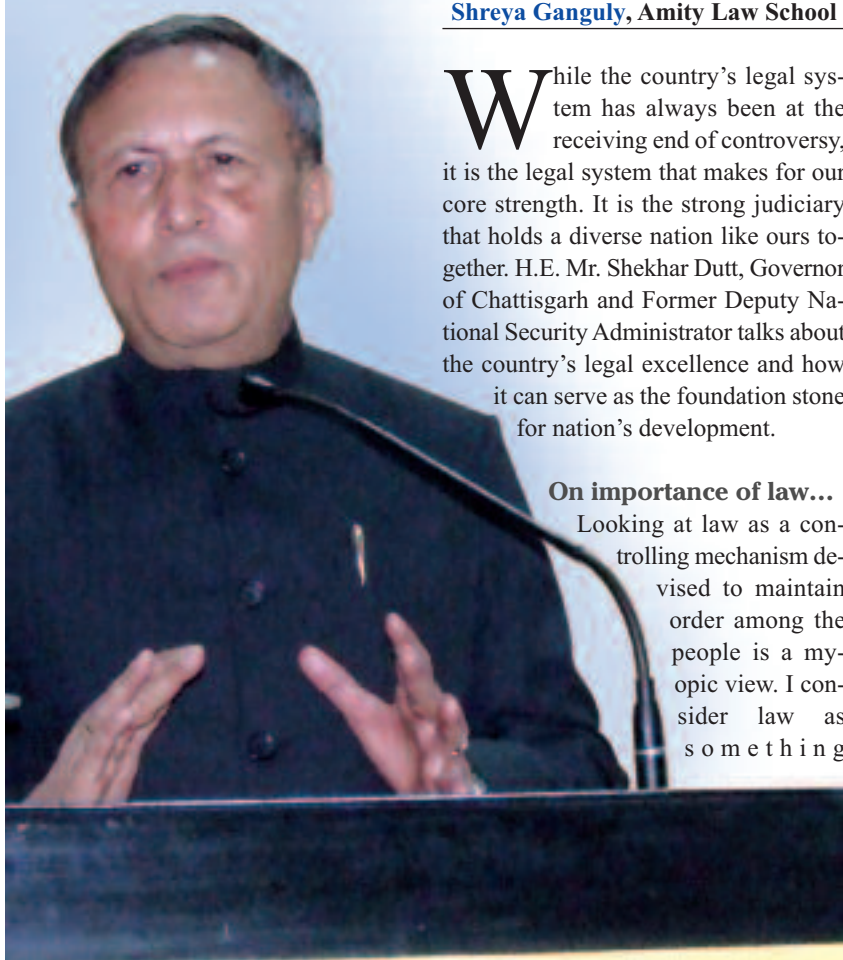 Shreya Ganguly, Amity Law School
While the country's legal sys-
tem has always been at the
receiving end of controversy,
it is the legal system that makes for our
core strength. It is the strong judiciary
that holds a diverse nation like ours to-
gether. H.E. Mr. Shekhar Dutt, Governor
of Chattisgarh and Former Deputy Na-
tional Security Administrator talks about
the country's legal excellence and how
it can serve as the foundation stone
for nation's development.
On importance of law...
Looking at law as a con-
trolling mechanism de-
vised to maintain
order among the
people is a my-
opic view. I con-
sider law as
something